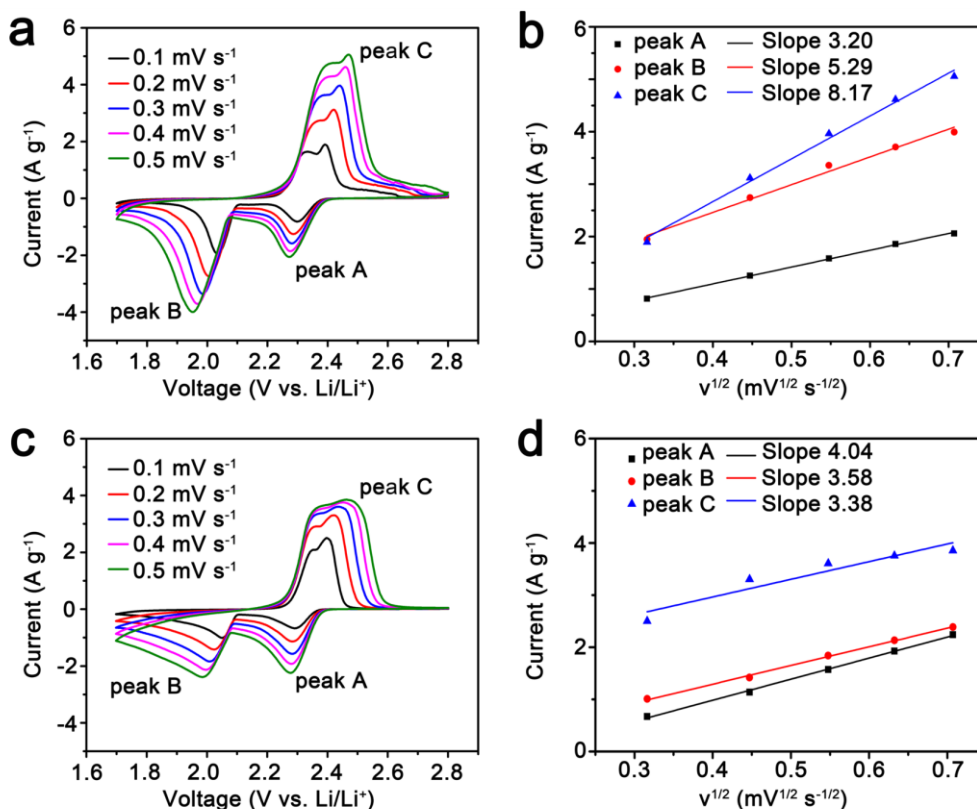 a
0.1 mV s⁻¹
0.2 mV s⁻¹
0.3 mV s⁻¹
0.4 mV s⁻¹
0.5 mV s⁻¹
peak C
peak A
peak B
6
4
2
0
-2
-4
Current (A g⁻¹)
1.6 1.8 2.0 2.2 2.4 2.6 2.8
Voltage (V vs. Li/Li⁺)
b
peak A Slope 3.20
peak B Slope 5.29
peak C Slope 8.17
6
4
2
0
Current (A g⁻¹)
0.3 0.4 0.5 0.6 0.7
v^1/2 (mV^1/2 s^-1/2)
c
0.1 mV s⁻¹
0.2 mV s⁻¹
0.3 mV s⁻¹
0.4 mV s⁻¹
0.5 mV s⁻¹
peak C
peak A
peak B
6
4
2
0
-2
-4
Current (A g⁻¹)
1.6 1.8 2.0 2.2 2.4 2.6 2.8
Voltage (V vs. Li/Li⁺)
d
peak A Slope 4.04
peak B Slope 3.58
peak C Slope 3.38
6
4
2
0
Current (A g⁻¹)
0.3 0.4 0.5 0.6 0.7
v^1/2 (mV^1/2 s^-1/2)